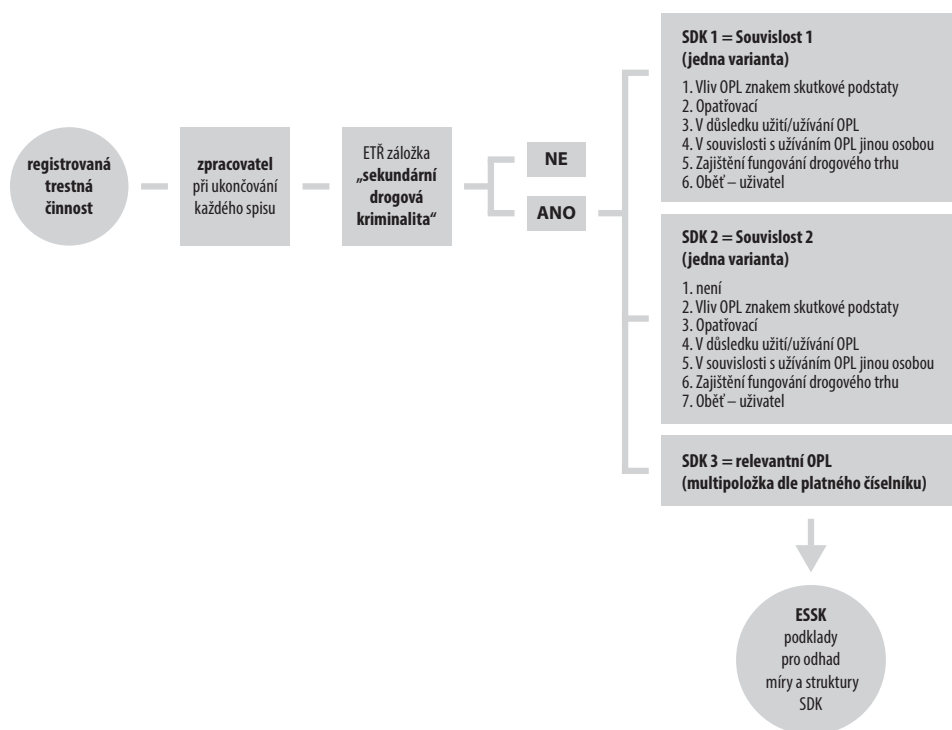 registrovaná
trestná
činnost
zpracovatel
při ukončování
každého spisu
ETŘ záložka
„sekundární
drogová
kriminalita“
NE
ANO
SDK 1 = Souvislost 1
(jedna varianta)
1. Vliv OPL znakem skutkové podstaty
2. Opatřovací
3. V důsledku užití/užívání OPL
4. V souvislosti s užíváním OPL jinou osobou
5. Zajištění fungování drogového trhu
6. Oběť – uživatel
SDK 2 = Souvislost 2
(jedna varianta)
1. není
2. Vliv OPL znakem skutkové podstaty
3. Opatřovací
4. V důsledku užití/užívání OPL
5. V souvislosti s užíváním OPL jinou osobou
6. Zajištění fungování drogového trhu
7. Oběť – uživatel
SDK 3 = relevantní OPL
(multipoložka dle platného číselníku)
ESSK
podklady
pro odhad
míry a struktury
SDK